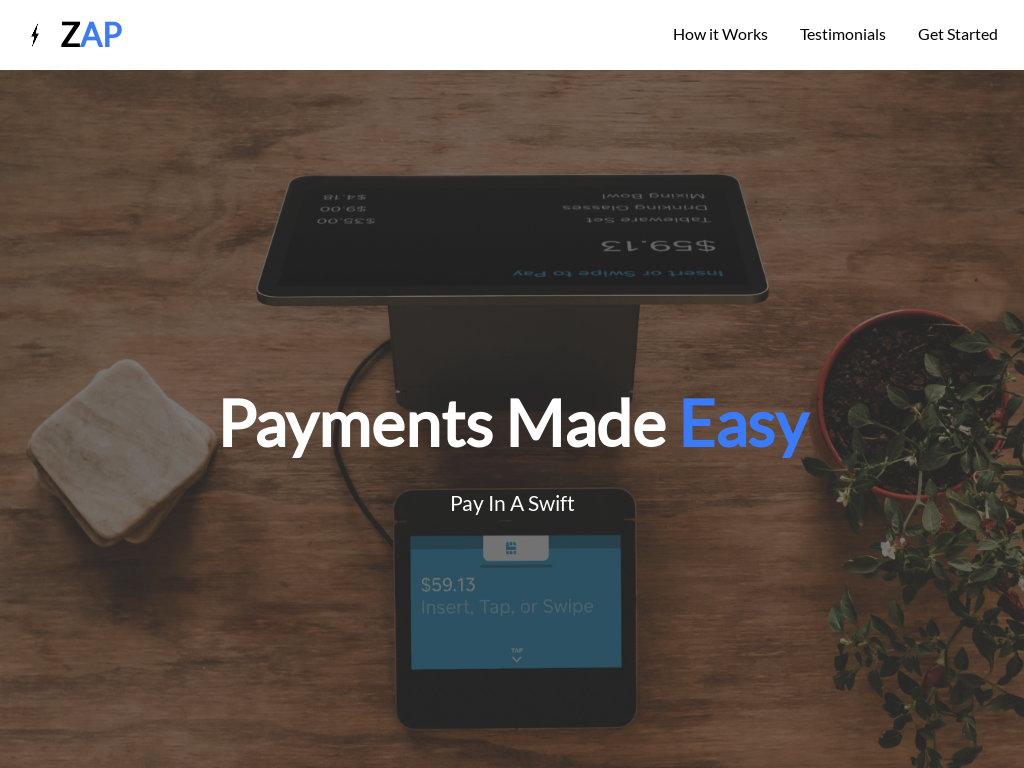 ZAP
How it Works
Testimonials
Get Started
Mixing Bowl $4.18
Drinking Glasses $9.00
Tableware Set $35.00
$59.13
Insert or Swipe to Pay
Payments Made Easy
Pay In A Swift
$59.13
Insert, Tap, or Swipe
TAP